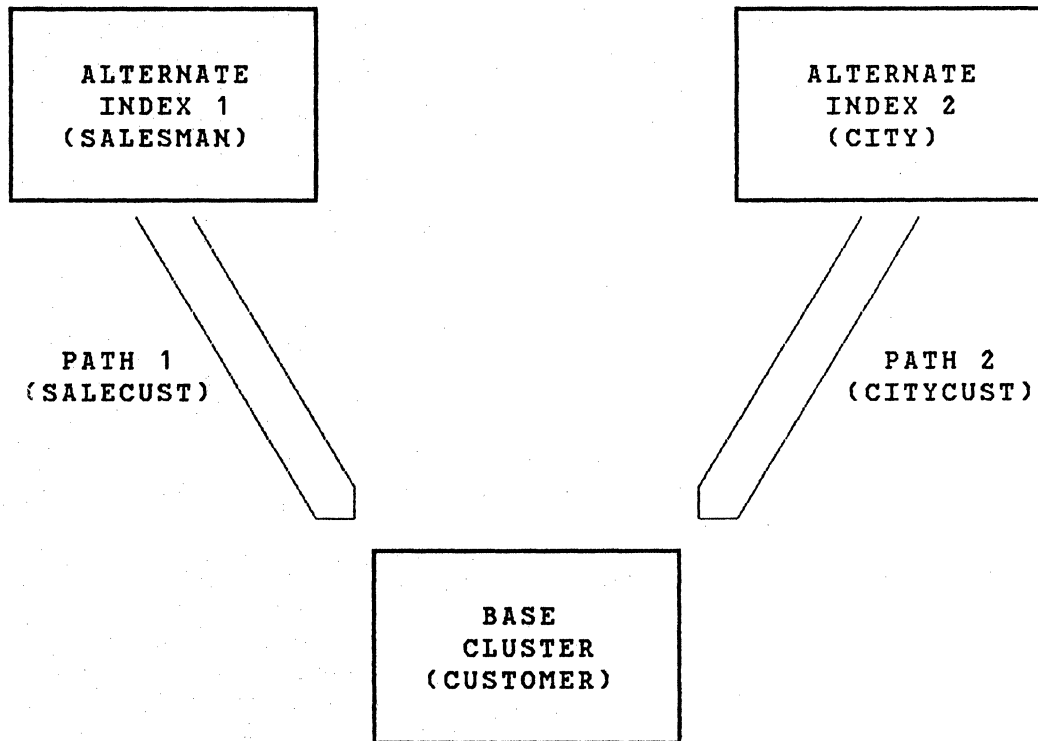 ALTERNATE
INDEX 1
(SALESMAN)
ALTERNATE
INDEX 2
(CITY)
PATH 1
(SALECUST)
PATH 2
(CITYCUST)
BASE
CLUSTER
(CUSTOMER)